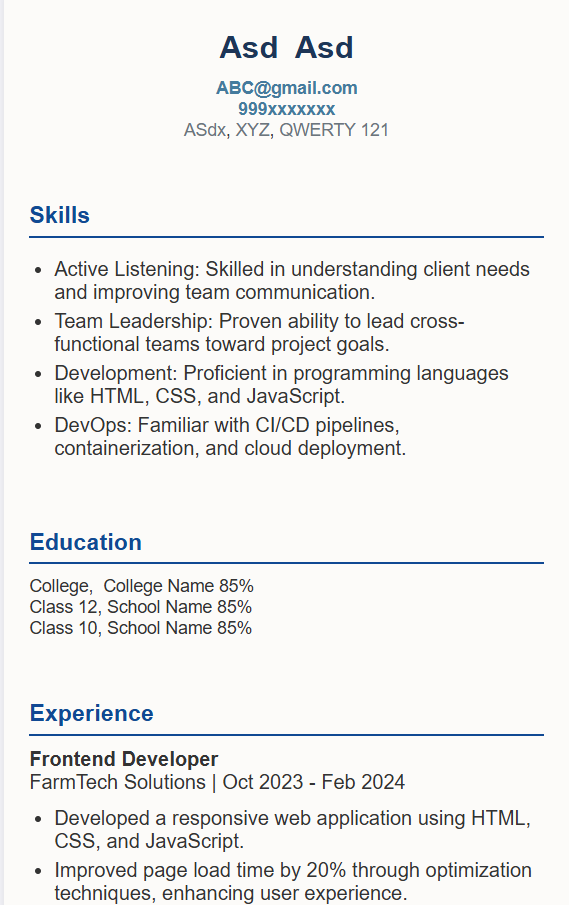 Asd  Asd
ABC@gmail.com
999xxxxxxx
ASdx, XYZ, QWERTY 121
Skills
• Active Listening: Skilled in understanding client needs
and improving team communication.
• Team Leadership: Proven ability to lead cross-
functional teams toward project goals.
• Development: Proficient in programming languages
like HTML, CSS, and JavaScript.
• DevOps: Familiar with CI/CD pipelines,
containerization, and cloud deployment.
Education
College,  College Name 85%
Class 12, School Name 85%
Class 10, School Name 85%
Experience
Frontend Developer
FarmTech Solutions | Oct 2023 - Feb 2024
• Developed a responsive web application using HTML,
CSS, and JavaScript.
• Improved page load time by 20% through optimization
techniques, enhancing user experience.